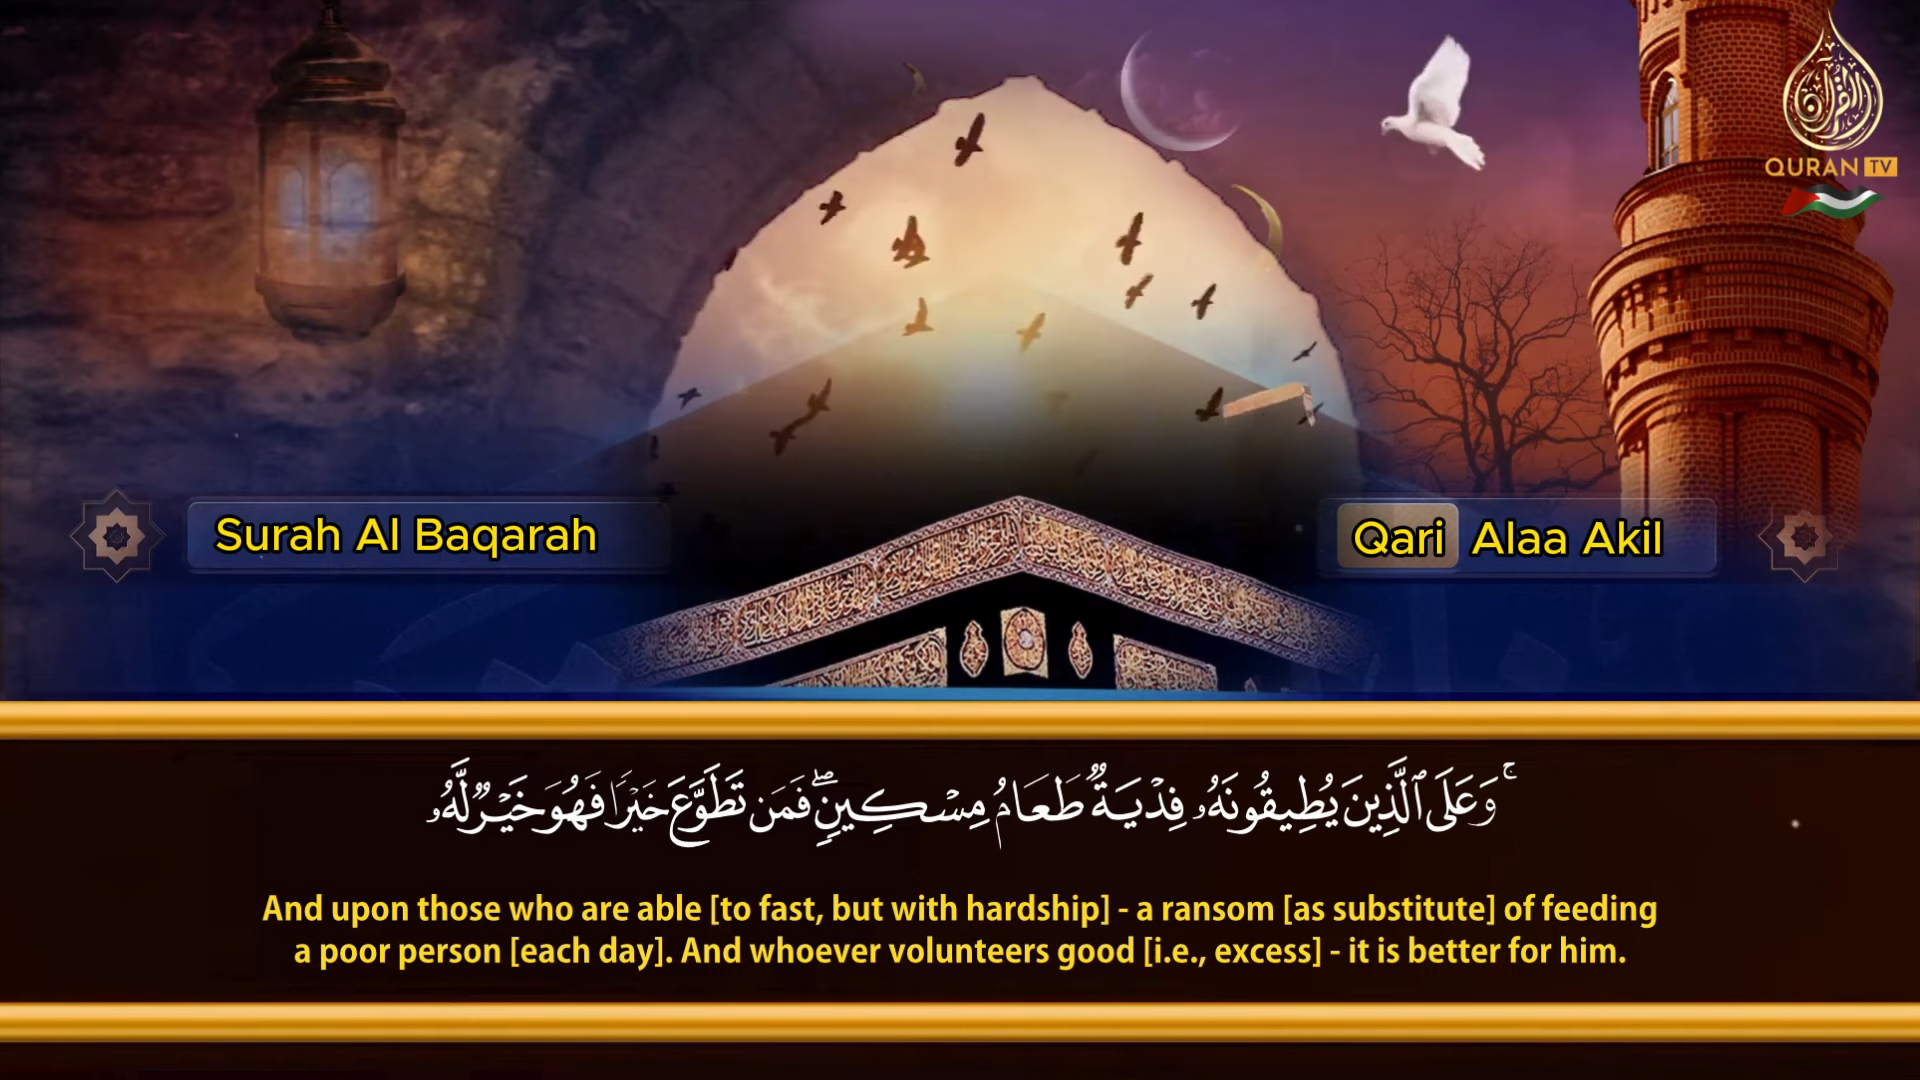 القرآن
QURAN TV
Surah Al Baqarah
Qari Alaa Akil
ۚ وَعَلَى ٱلَّذِينَ يُطِيقُونَهُۥ فِدْيَةٌ طَعَامُ مِسْكِينٍ ۖ فَمَن تَطَوَّعَ خَيْرًا فَهُوَ خَيْرٌ لَّهُۥ
And upon those who are able [to fast, but with hardship] - a ransom [as substitute] of feeding
a poor person [each day]. And whoever volunteers good [i.e., excess] - it is better for him.